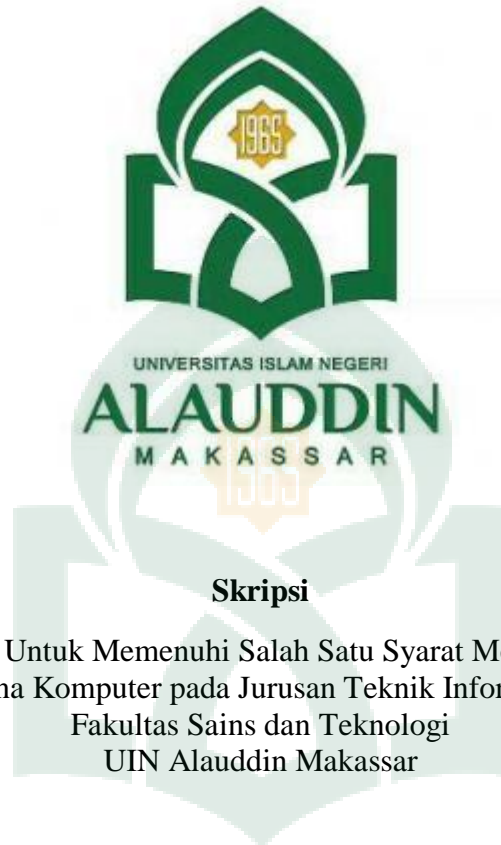 1965
UNIVERSITAS ISLAM NEGERI
ALAUDDIN
MAKASSAR
1965
Skripsi
Untuk Memenuhi Salah Satu Syarat
Komputer pada Jurusan Teknik
Fakultas Sains dan Teknologi
UIN Alauddin Makassar